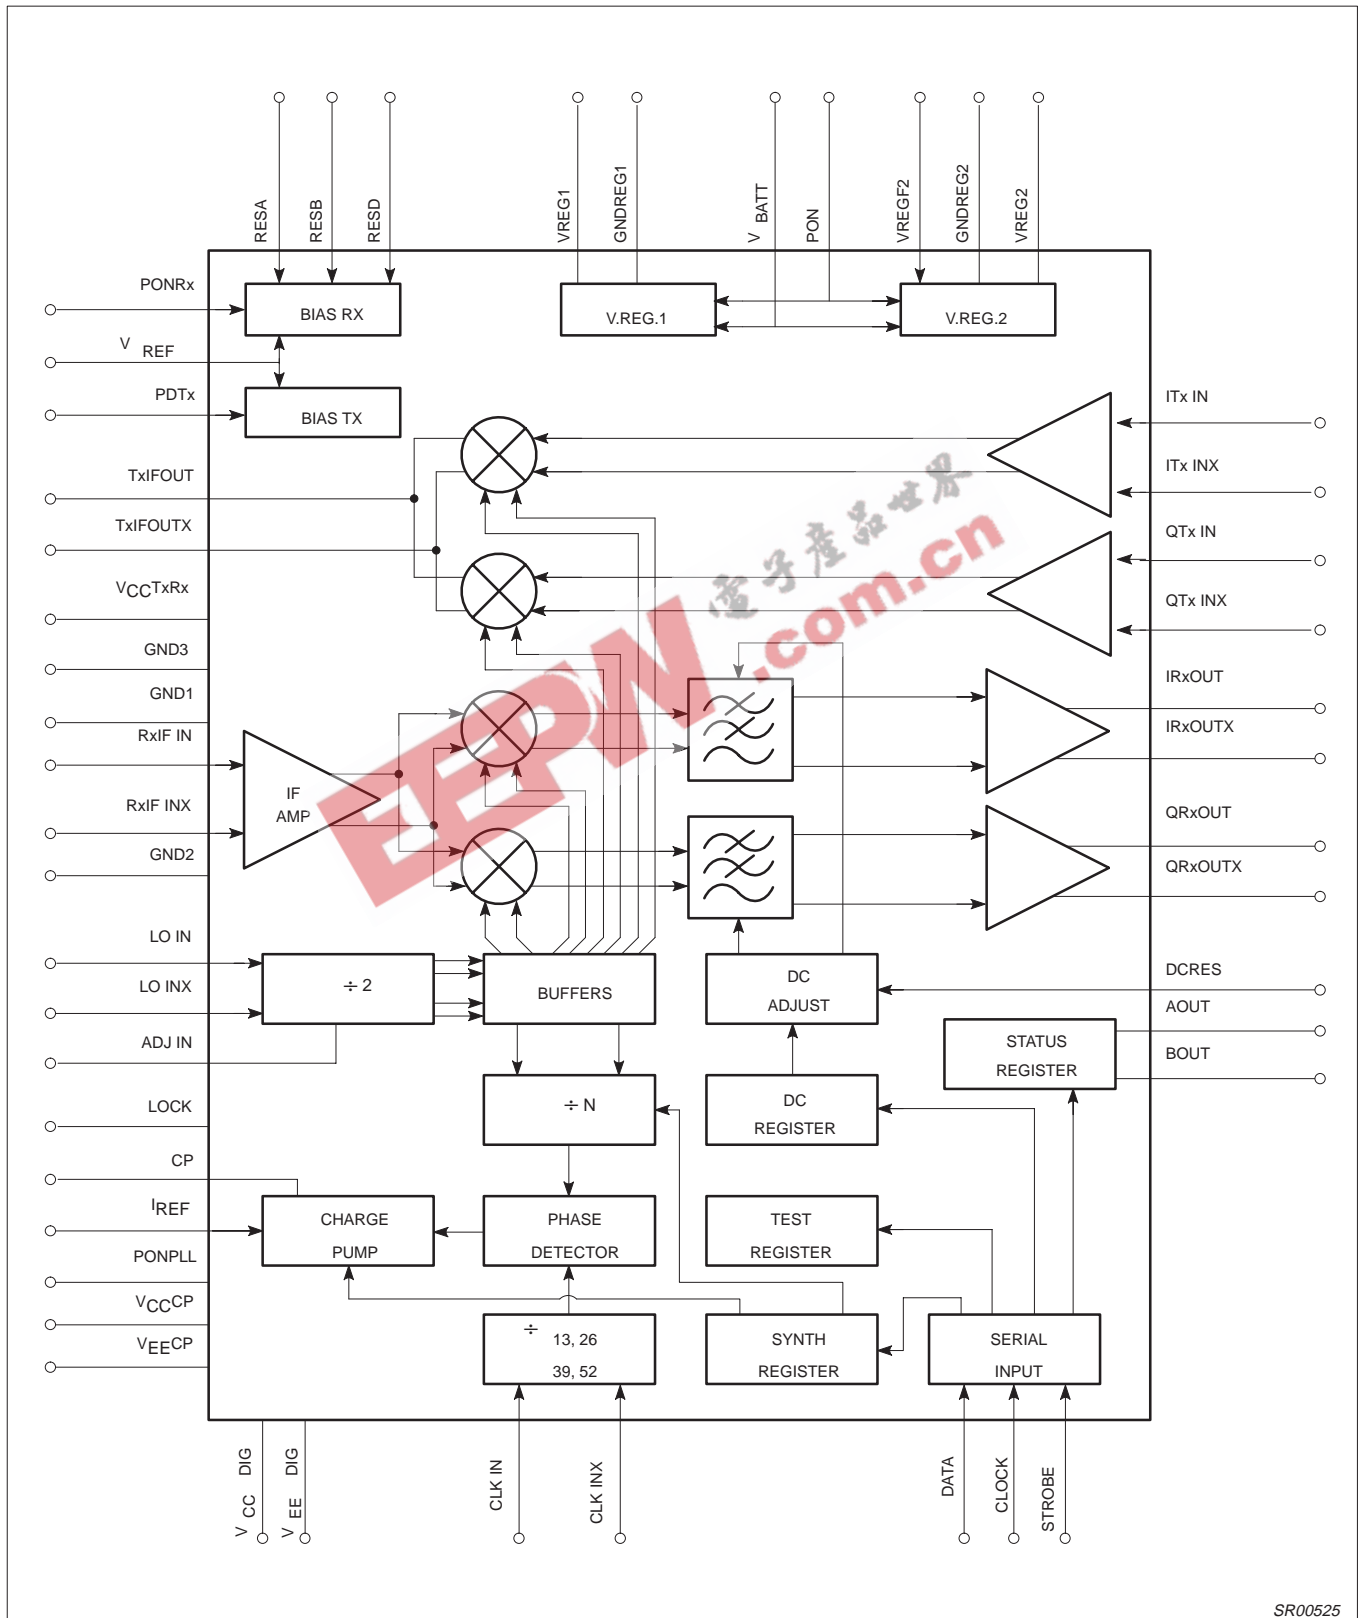 RESA
RESB
RESD
VREG1
GNDREG1
V BATT
PON
VREGF2
GNDREG2
VREG2
PONRx
BIAS RX
V.REG.1
V.REG.2
V REF
PDTx
BIAS TX
ITx IN
TxIFOUT
ITx INX
TxIFOUTX
QTx IN
VCCTxRx
QTx INX
GND3
GND1
IRxOUT
RxIF IN
IRxOUTX
IF
AMP
RxIF INX
QRxOUT
GND2
QRxOUTX
LO IN
÷ 2
BUFFERS
DC
ADJUST
DCRES
LO INX
AOUT
ADJ IN
STATUS
REGISTER
BOUT
LOCK
÷ N
DC
REGISTER
CP
IREF
CHARGE
PUMP
PHASE
DETECTOR
TEST
REGISTER
PONPLL
VCCCP
÷ 13, 26
39, 52
SYNTH
REGISTER
SERIAL
INPUT
VEECP
V CC DIG
V EE DIG
CLK IN
CLK INX
DATA
CLOCK
STROBE
EEPW
電子產品世界
.com.cn
SR00525